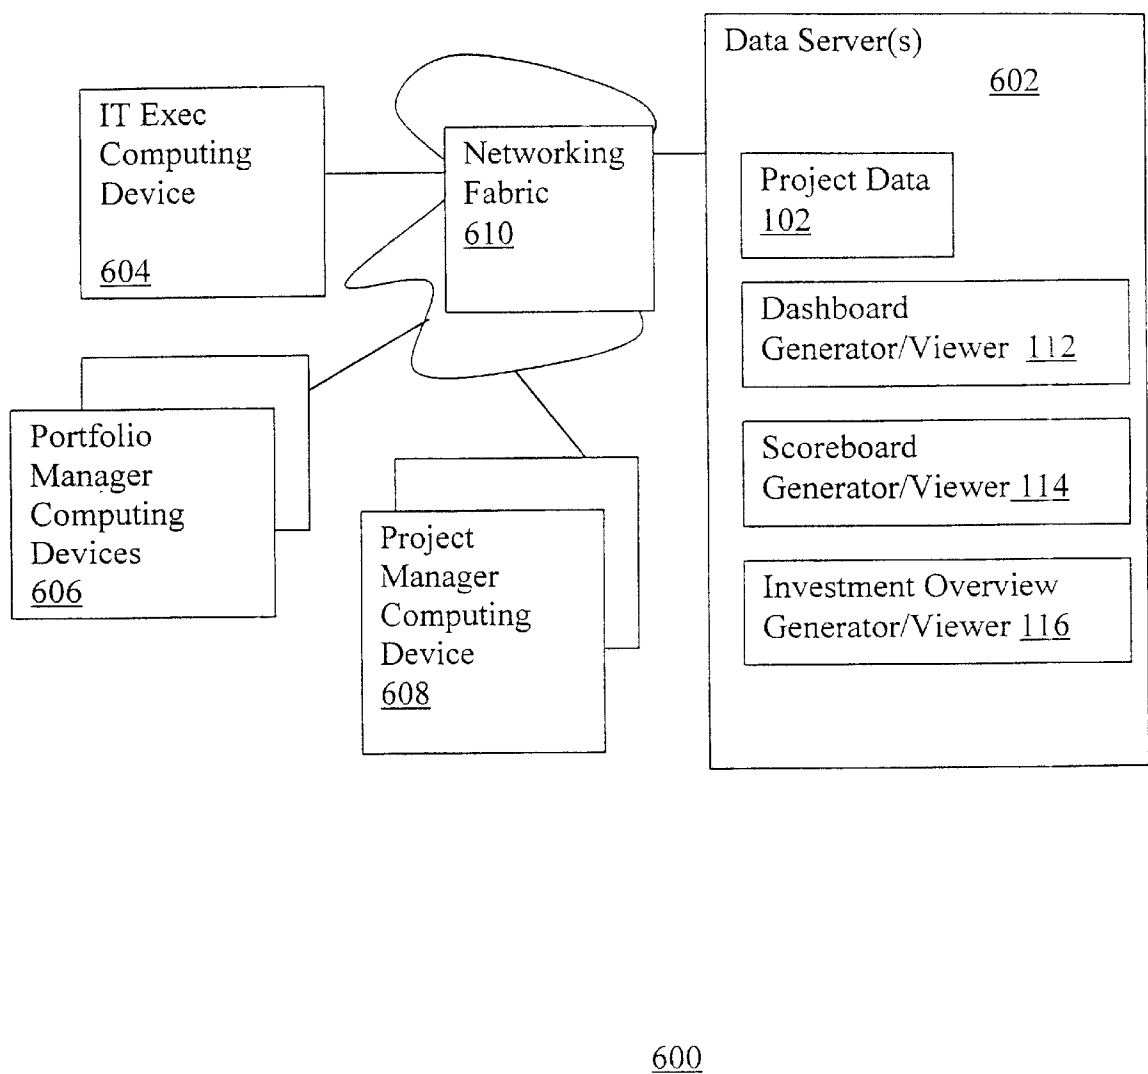 Data Server(s)
602
IT Exec
Computing
Device
604
Networking
Fabric
610
Project Data
102
Dashboard
Generator/Viewer 112
Scoreboard
Generator/Viewer 114
Investment Overview
Generator/Viewer 116
Portfolio
Manager
Computing
Devices
606
Project
Manager
Computing
Device
608
600